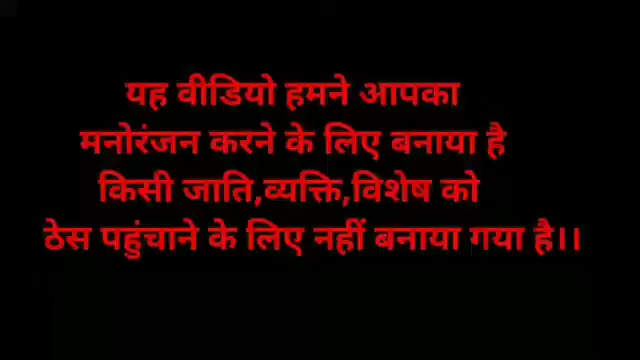 यह वीडियो हमने आपका
मनोरंजन करने के लिए बनाया है
किसी जाति,व्यक्ति,विशेष को
ठेस पहुंचाने के लिए नहीं बनाया गया है।।